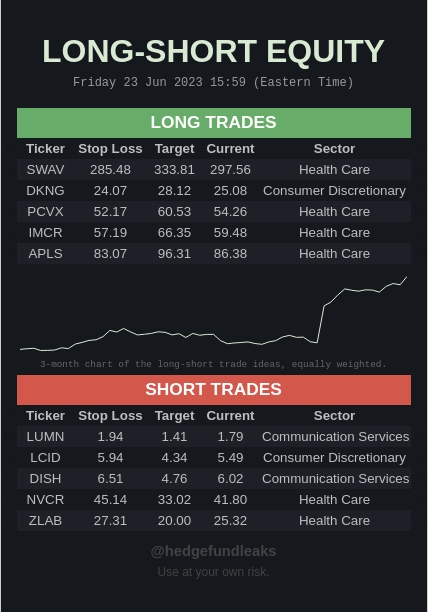 LONG-SHORT EQUITY
Friday 23 Jun 2023 15:59 (Eastern Time)
LONG TRADES
Ticker Stop Loss Target Current Sector
SWAV 285.48 333.81 297.56 Health Care
DKNG 24.07 28.12 25.08 Consumer Discretionary
PCVX 52.17 60.53 54.26 Health Care
IMCR 57.19 66.35 59.48 Health Care
APLS 83.07 96.31 86.38 Health Care
3-month chart of the long-short trade ideas, equally weighted.
SHORT TRADES
Ticker Stop Loss Target Current Sector
LUMN 1.94 1.41 1.79 Communication Services
LCID 5.94 4.34 5.49 Consumer Discretionary
DISH 6.51 4.76 6.02 Communication Services
NVCR 45.14 33.02 41.80 Health Care
ZLAB 27.31 20.00 25.32 Health Care
@hedgefundleaks
Use at your own risk.